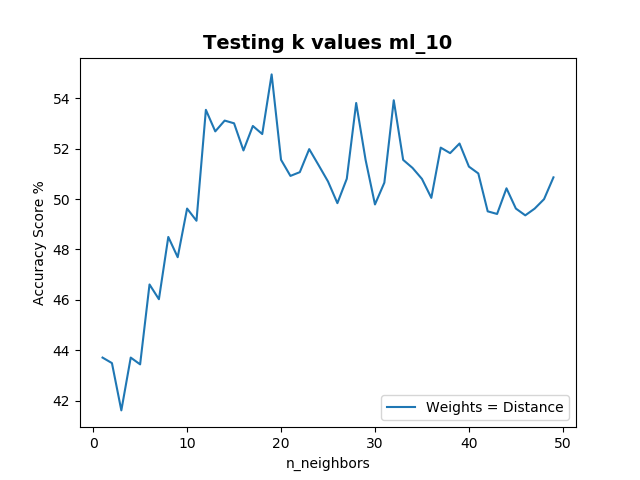 Testing k values ml_10
Accuracy Score %
54
52
50
48
46
44
42
Weights = Distance
0 10 20 30 40 50
n_neighbors